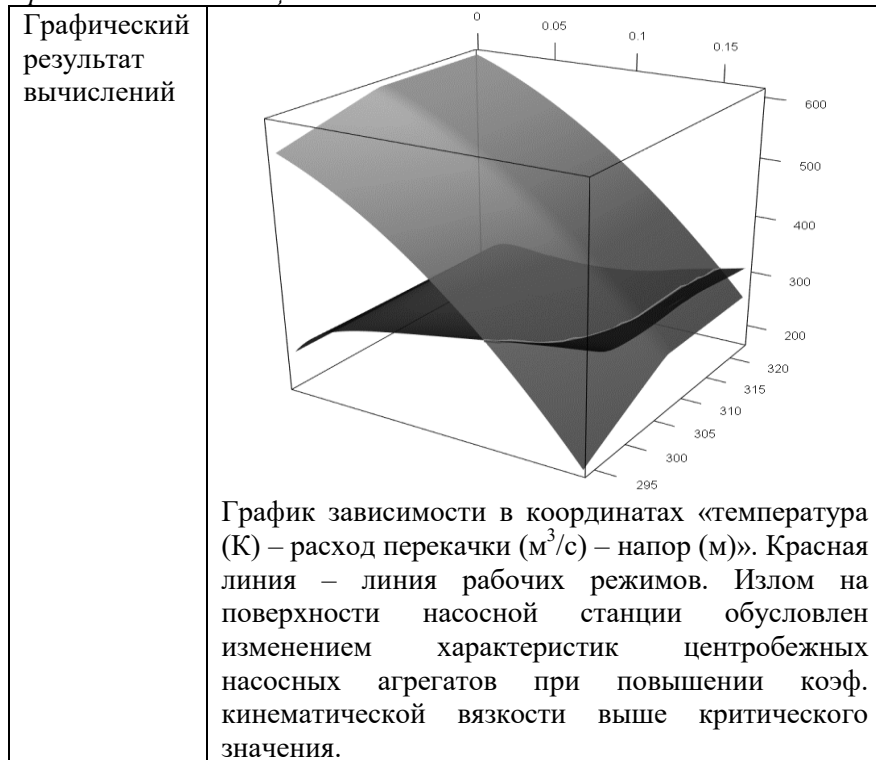 Графический
результат
вычислений
0
0.05
0.1
0.15
600
500
400
300
200
320
315
310
305
300
295
График зависимости в координатах «температура
(К) – расход перекачки (м³/с) – напор (м)». Красная
линия – линия рабочих режимов. Излом на
поверхности насосной станции обусловлен
изменением характеристик центробежных
насосных агрегатов при повышении коэф.
кинематической вязкости выше критического
значения.